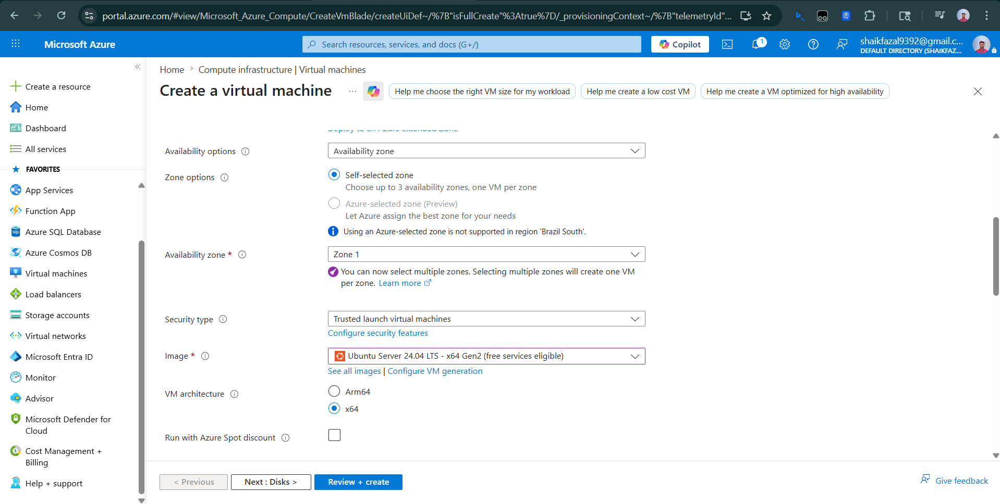 portal.azure.com/#view/Microsoft_Azure_Compute/CreateVmBlade/createUiDef~/%7B"isFullCreate"%3Atrue%7D/_provisioningContext~/%7B"telemetryId"...
Microsoft Azure
Search resources, services, and docs (G+/)
Copilot
1
shaikfazal9392@gmail.c...
DEFAULT DIRECTORY (SHAIKFAZ...
Create a resource
Home
Dashboard
All services
FAVORITES
App Services
Function App
Azure SQL Database
Azure Cosmos DB
Virtual machines
Load balancers
Storage accounts
Virtual networks
Microsoft Entra ID
Monitor
Advisor
Microsoft Defender for
Cloud
Cost Management +
Billing
Help + support
Home > Compute infrastructure | Virtual machines
Create a virtual machine
...
Help me choose the right VM size for my workload
Help me create a low cost VM
Help me create a VM optimized for high availability
Deploy to an Azure Extended Zone
Availability options
Availability zone
Zone options
Self-selected zone
Choose up to 3 availability zones, one VM per zone
Azure-selected zone (Preview)
Let Azure assign the best zone for your needs
Using an Azure-selected zone is not supported in region 'Brazil South'.
Availability zone *
Zone 1
You can now select multiple zones. Selecting multiple zones will create one VM
per zone. Learn more
Security type
Trusted launch virtual machines
Configure security features
Image *
Ubuntu Server 24.04 LTS - x64 Gen2 (free services eligible)
See all images | Configure VM generation
VM architecture
Arm64
x64
Run with Azure Spot discount
< Previous
Next : Disks >
Review + create
Give feedback